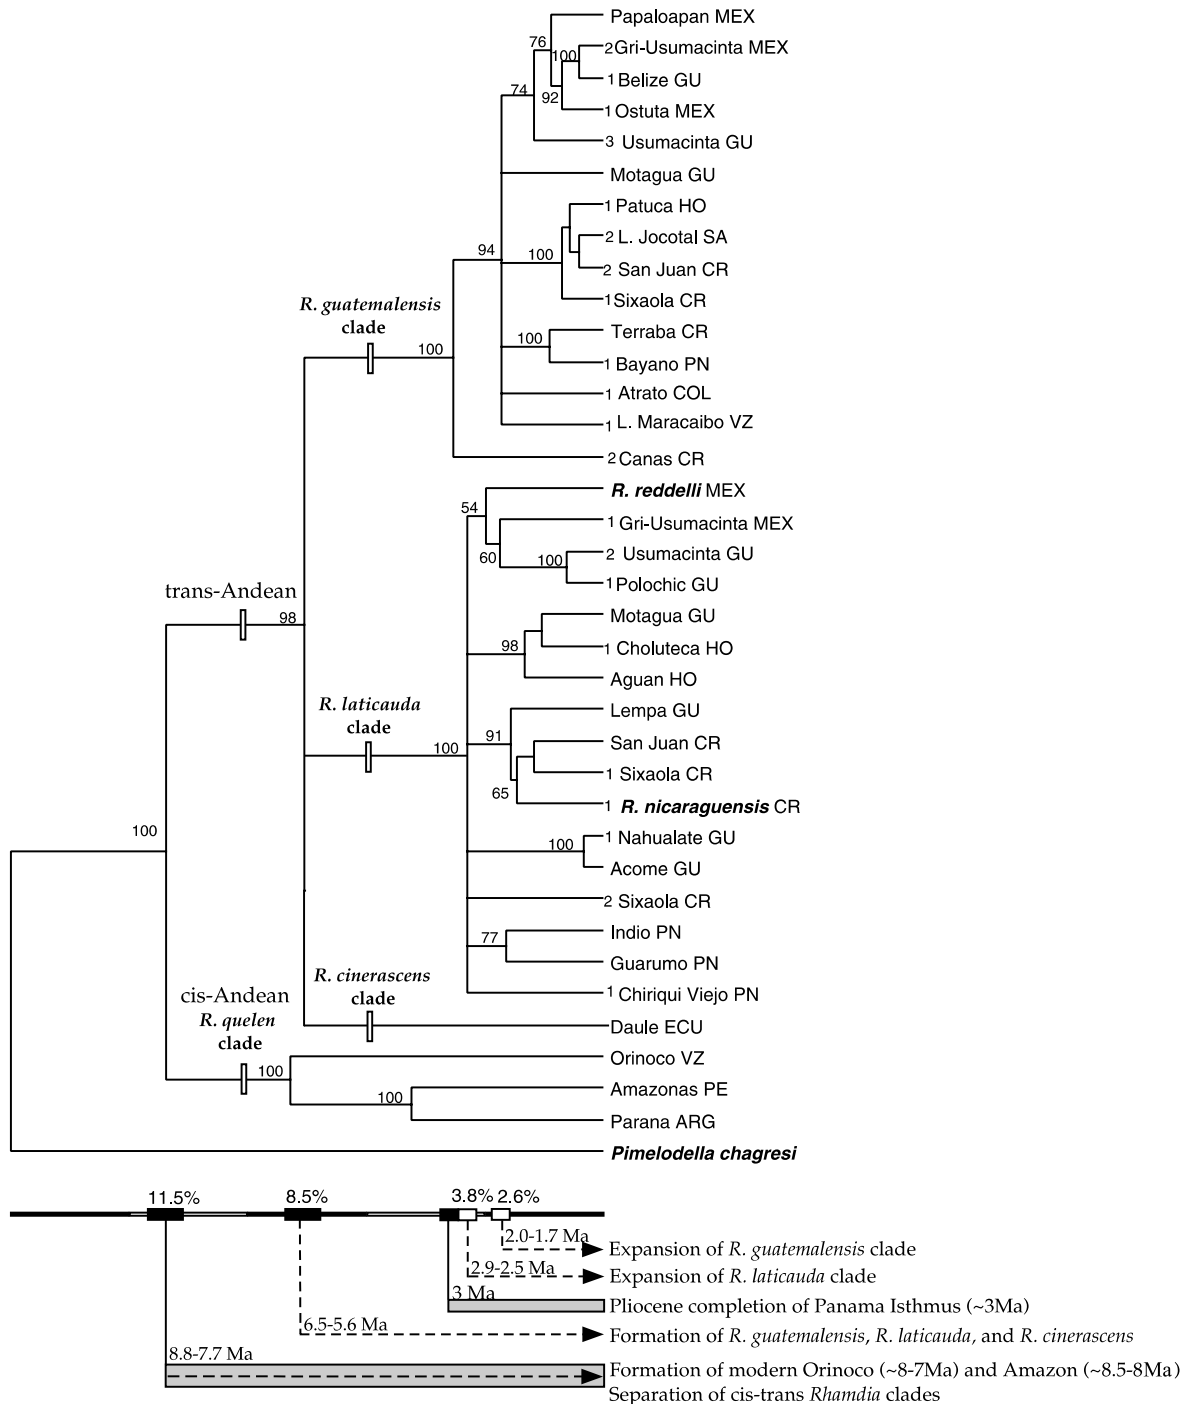 Papaloapan MEX
76
2 Gri-Usumacinta MEX
100
1 Belize GU
74
92
1 Ostuta MEX
3 Usumacinta GU
Motagua GU
1 Patuca HO
2 L. Jocotal SA
94
100
2 San Juan CR
1 Sixaola CR
R. guatemalensis
clade
Terraba CR
100
100
1 Bayano PN
1 Atrato COL
1 L. Maracaibo VZ
2 Canas CR
R. reddelli MEX
54
1 Gri-Usumacinta MEX
60
100
2 Usumacinta GU
1 Polochic GU
trans-Andean
98
Motagua GU
98
1 Choluteca HO
Aguan HO
R. laticauda
clade
Lempa GU
91
100
San Juan CR
1 Sixaola CR
65
1 R. nicaraguensis CR
100
1 Nahualate GU
100
Acome GU
2 Sixaola CR
Indio PN
77
Guarumo PN
R. cinerascens
clade
1 Chiriqui Viejo PN
cis-Andean
R. quelen
clade
Daule ECU
Orinoco VZ
100
Amazonas PE
100
Parana ARG
Pimelodella chagresi
11.5%
8.5%
3.8%
2.6%
2.0-1.7 Ma
Expansion of R. guatemalensis clade
2.9-2.5 Ma
Expansion of R. laticauda clade
3 Ma
Pliocene completion of Panama Isthmus (~3Ma)
6.5-5.6 Ma
Formation of R. guatemalensis, R. laticauda, and R. cinerascens
8.8-7.7 Ma
Formation of modern Orinoco (~8-7Ma) and Amazon (~8.5-8Ma)
Separation of cis-trans Rhamdia clades